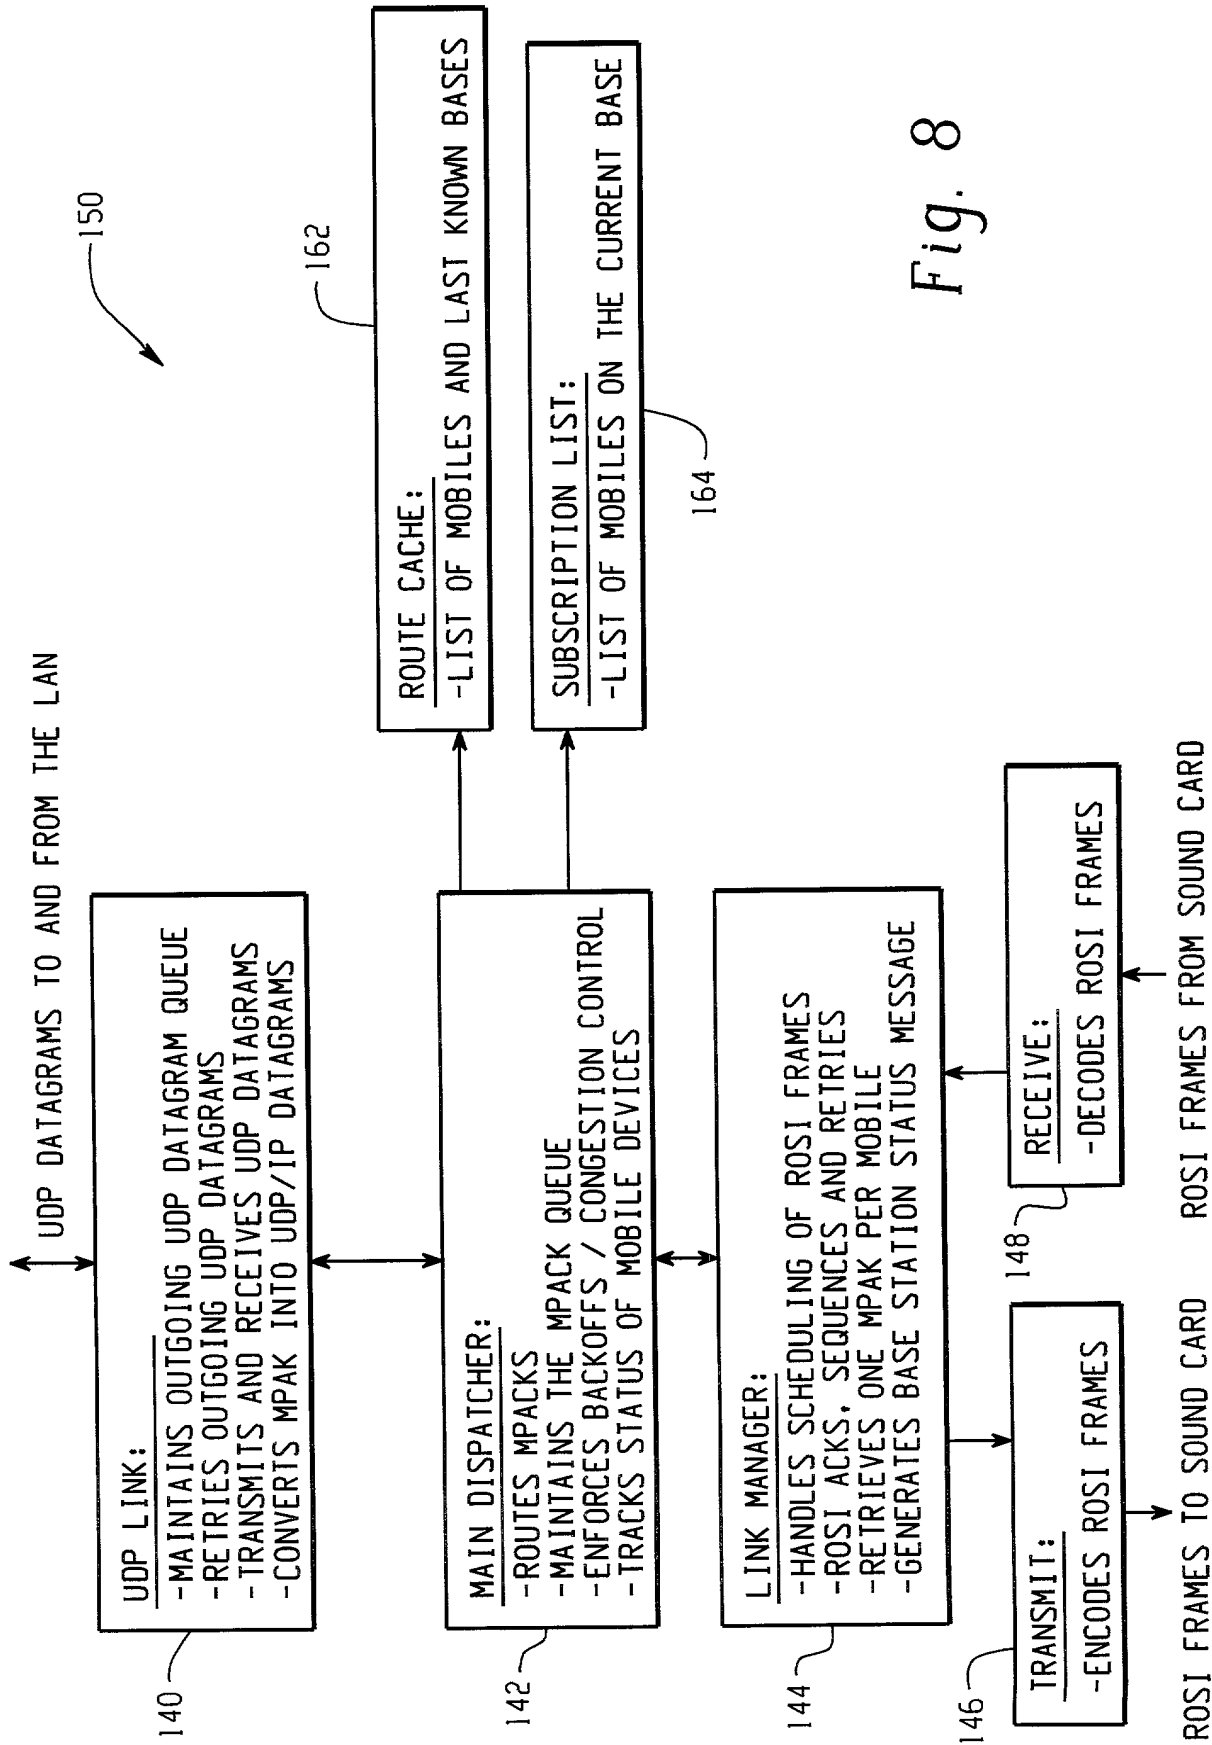 UDP DATAGRAMS TO AND FROM THE LAN
150
140
UDP LINK:
-MAINTAINS OUTGOING UDP DATAGRAM QUEUE
-RETRIES OUTGOING UDP DATAGRAMS
-TRANSMITS AND RECEIVES UDP DATAGRAMS
-CONVERTS MPAK INTO UDP/IP DATAGRAMS
162
ROUTE CACHE:
-LIST OF MOBILES AND LAST KNOWN BASES
142
MAIN DISPATCHER:
-ROUTES MPACKS
-MAINTAINS THE MPACK QUEUE
-ENFORCES BACKOFFS / CONGESTION CONTROL
-TRACKS STATUS OF MOBILE DEVICES
SUBSCRIPTION LIST:
-LIST OF MOBILES ON THE CURRENT BASE
164
144
LINK MANAGER:
-HANDLES SCHEDULING OF ROSI FRAMES
-ROSI ACKS, SEQUENCES AND RETRIES
-RETRIEVES ONE MPAK PER MOBILE
-GENERATES BASE STATION STATUS MESSAGE
146
TRANSMIT:
-ENCODES ROSI FRAMES
148
RECEIVE:
-DECODES ROSI FRAMES
ROSI FRAMES TO SOUND CARD
ROSI FRAMES FROM SOUND CARD
Fig. 8